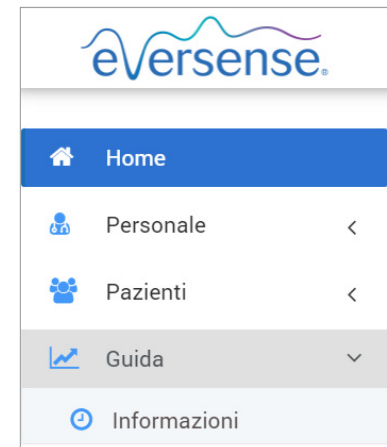 eversense®
Home
Personale
Pazienti
Guida
Informazioni